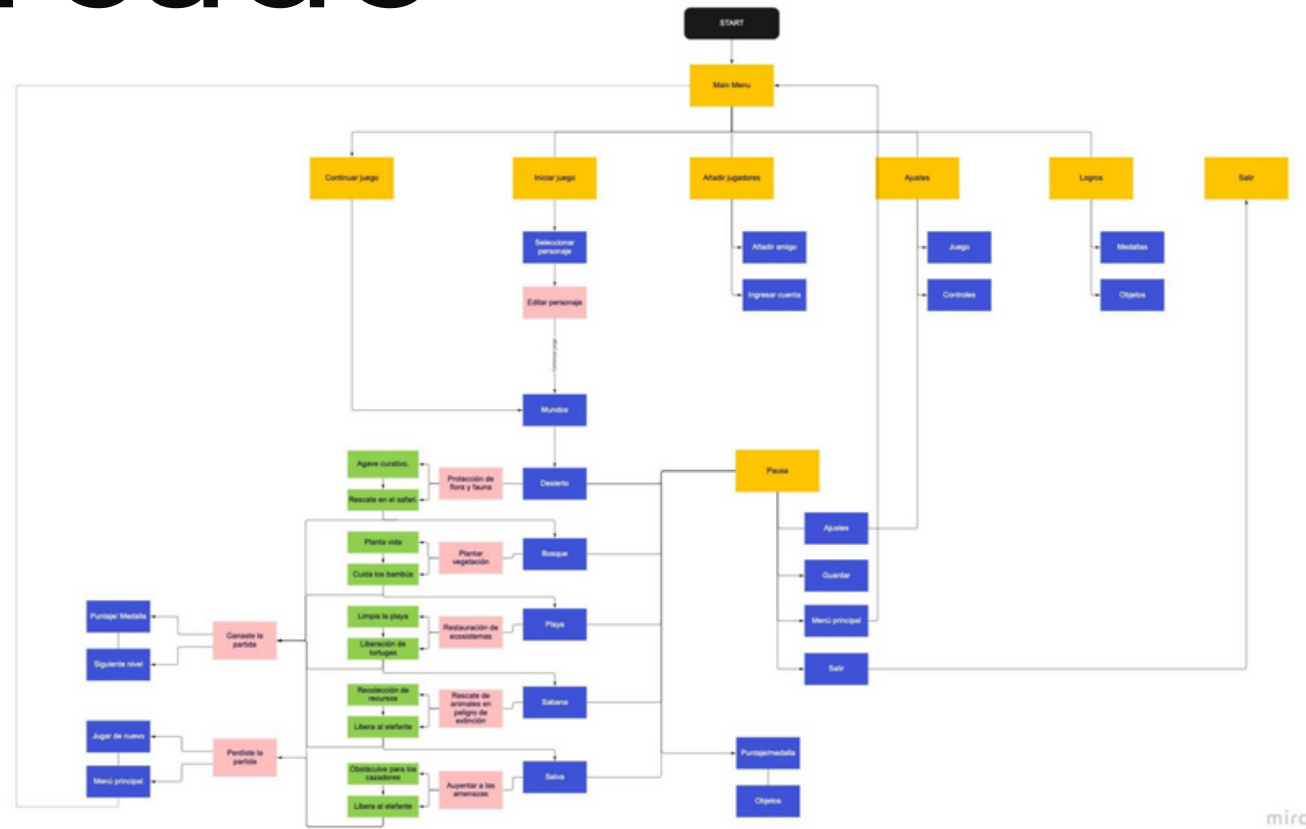 START
Main Menu
Continuar juego
Iniciar juego
Añadir jugadores
Ajustes
Logros
Salir
Seleccionar
personaje
Añadir amigo
Juego
Medallas
Editar personaje
Ingresar cuenta
Controles
Objetos
Continuar juego
Mundos
Agave curativo.
Rescate en el safari.
Protección de
flora y fauna
Desierto
Pausa
Planta vida
Cuida los bambús
Plantar
vegetación
Bosque
Ajustes
Guardar
Puntaje/ Medalla
Siguiente nivel
Ganaste la
partida
Limpia la playa
Liberación de
tortugas
Restauración de
ecosistemas
Playa
Menú principal
Salir
Recolección de
recursos
Libera al elefante
Rescate de
animales en
peligro de
extinción
Sabana
Jugar de nuevo
Menú principal
Perdiste la
partida
Obstáculos para los
cazadores
Libera al elefante
Auyentar a las
amenazas
Selva
Puntaje/medalla
Objetos
miro